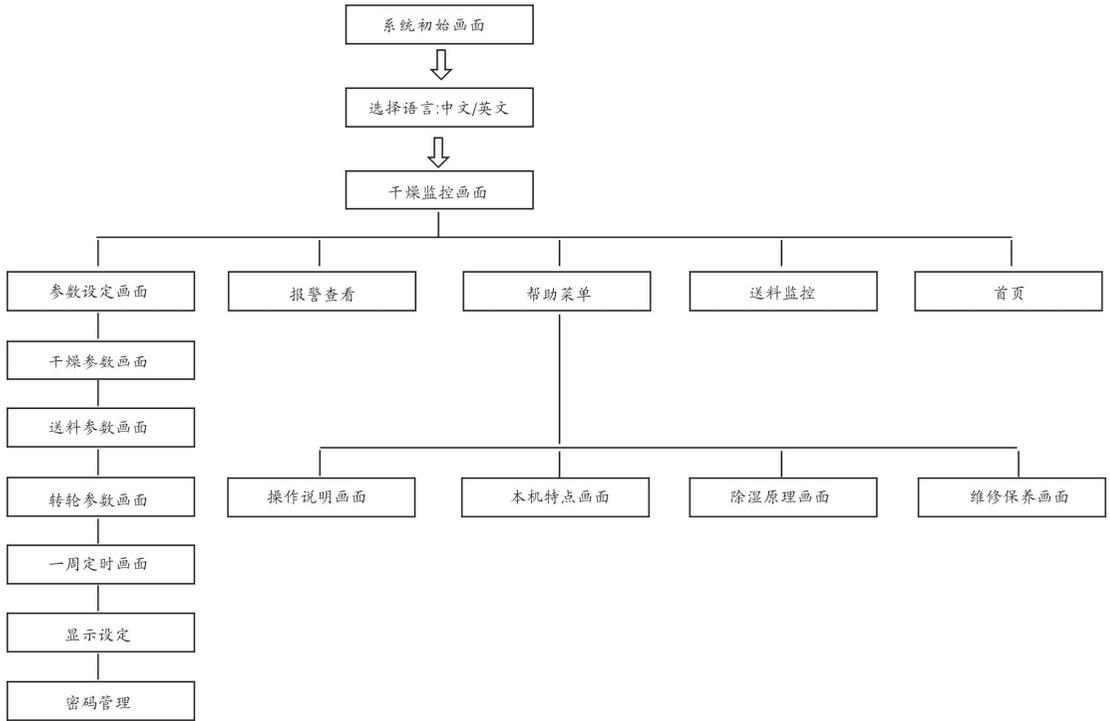 系统初始画面
选择语言:中文/英文
干燥监控画面
参数设定画面
报警查看
帮助菜单
送料监控
首页
干燥参数画面
送料参数画面
转轮参数画面
一周定时画面
显示设定
密码管理
操作说明画面
本机特点画面
除湿原理画面
维修保养画面